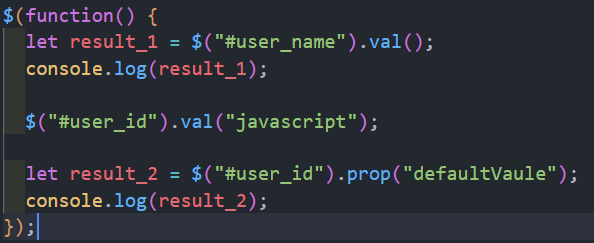 $(function() {
let result_1 = $("#user_name").val();
console.log(result_1);
$("#user_id").val("javascript");
let result_2 = $("#user_id").prop("defaultVaule");
console.log(result_2);
});